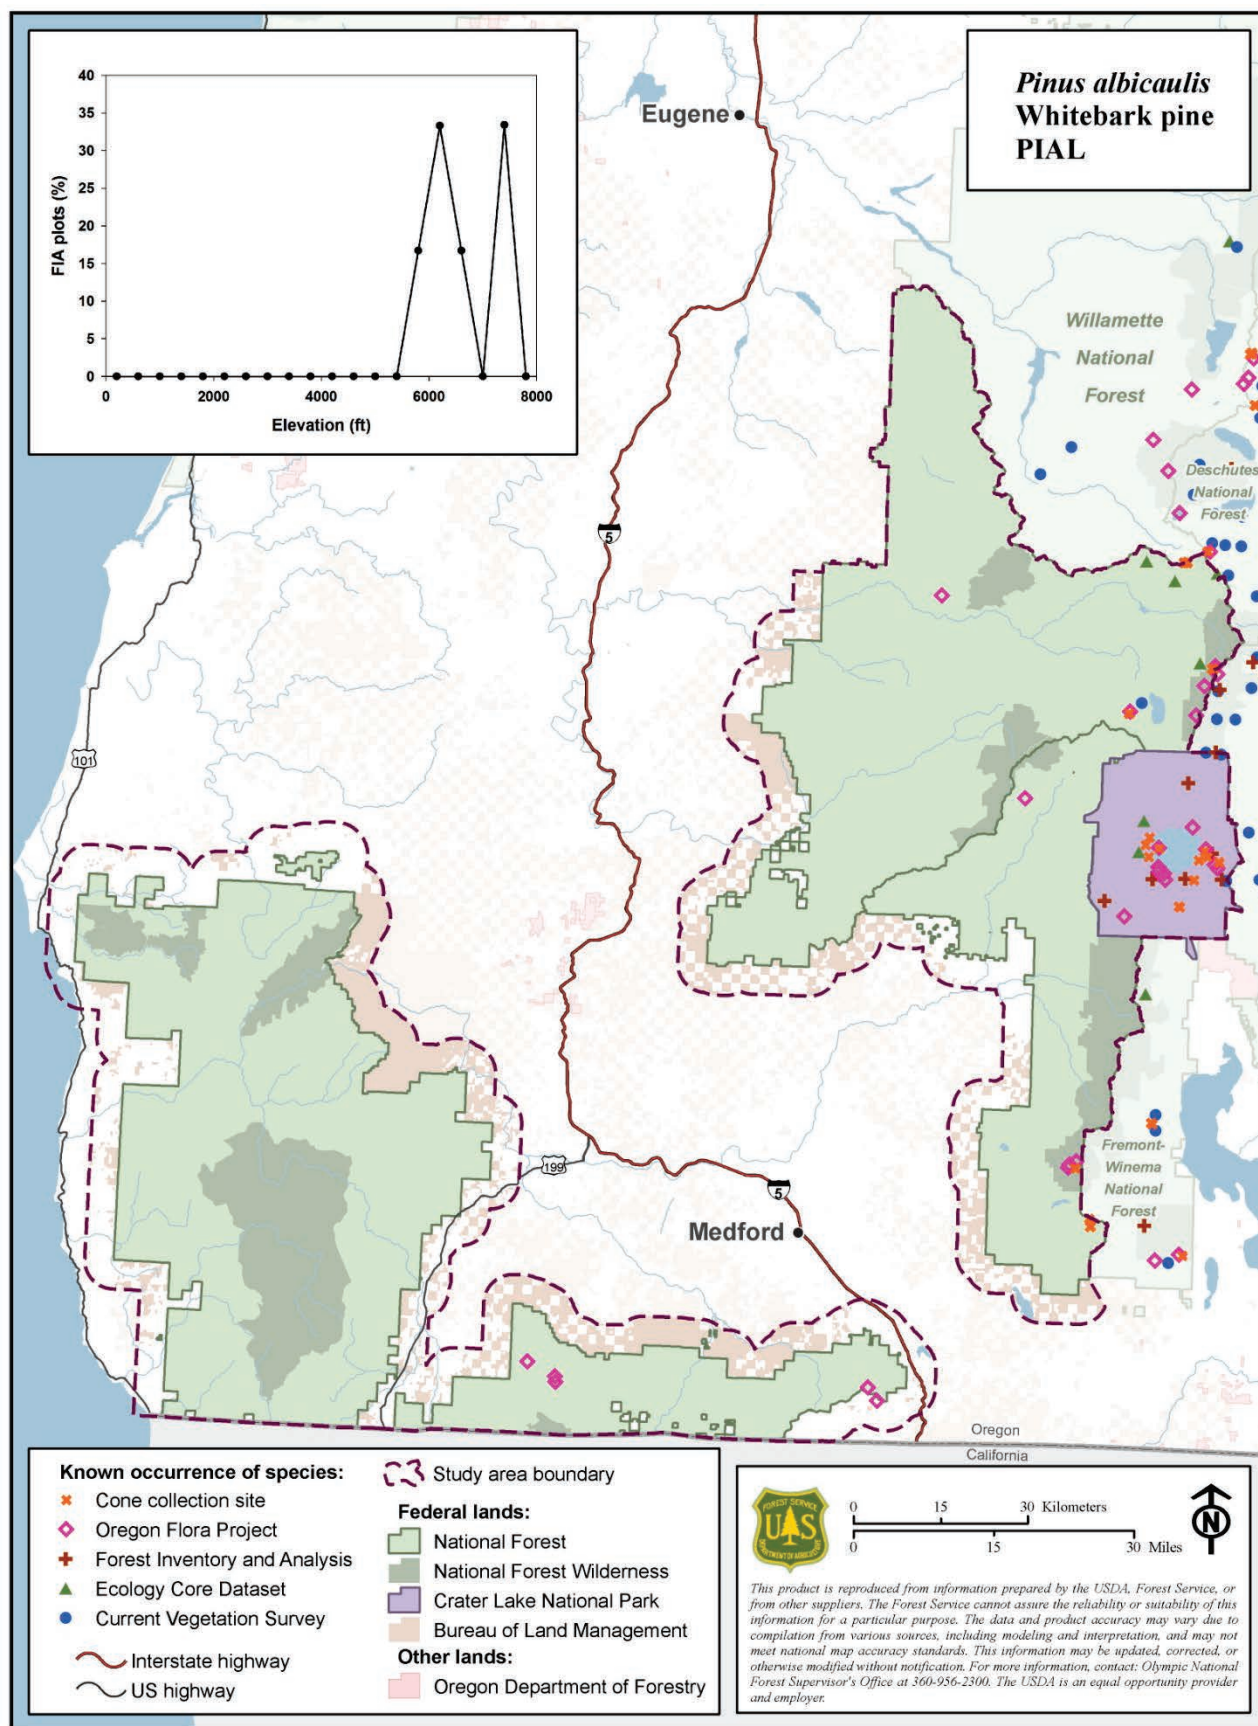 40
35
30
25
20
15
10
5
0
FIA plots (%)
0 2000 4000 6000 8000
Elevation (ft)
Pinus albicaulis
Whitebark pine
PIAL
Eugene
Willamette
National
Forest
Deschutes
National
Forest
5
101
199
5
Medford
Fremont-
Winema
National
Forest
Oregon
California
Known occurrence of species:
Cone collection site
Oregon Flora Project
Forest Inventory and Analysis
Ecology Core Dataset
Current Vegetation Survey
Interstate highway
US highway
Study area boundary
Federal lands:
National Forest
National Forest Wilderness
Crater Lake National Park
Bureau of Land Management
Other lands:
Oregon Department of Forestry
FOREST SERVICE
U S
DEPARTMENT OF AGRICULTURE
0 15 30 Kilometers
0 15 30 Miles
N
This product is reproduced from information prepared by the USDA, Forest Service, or
from other suppliers. The Forest Service cannot assure the reliability or suitability of this
information for a particular purpose. The data and product accuracy may vary due to
compilation from various sources, including modeling and interpretation, and may not
meet national map accuracy standards. This information may be updated, corrected, or
otherwise modified without notification. For more information, contact: Olympic National
Forest Supervisor's Office at 360-956-2300. The USDA is an equal opportunity provider
and employer.